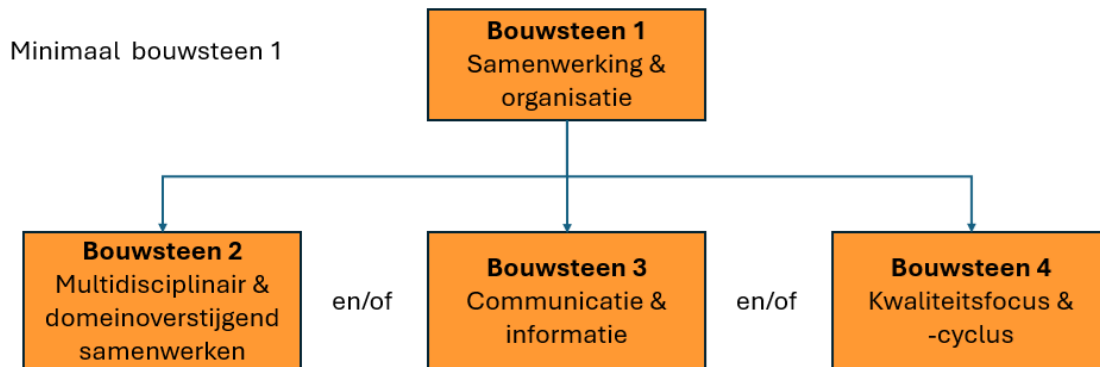 Minimaal bouwsteen 1
Bouwsteen 1
Samenwerking &
organisatie
Bouwsteen 2
Multidisciplinair &
domeinoverstijgend
samenwerken
en/of
Bouwsteen 3
Communicatie &
informatie
en/of
Bouwsteen 4
Kwaliteitsfocus &
-cyclus